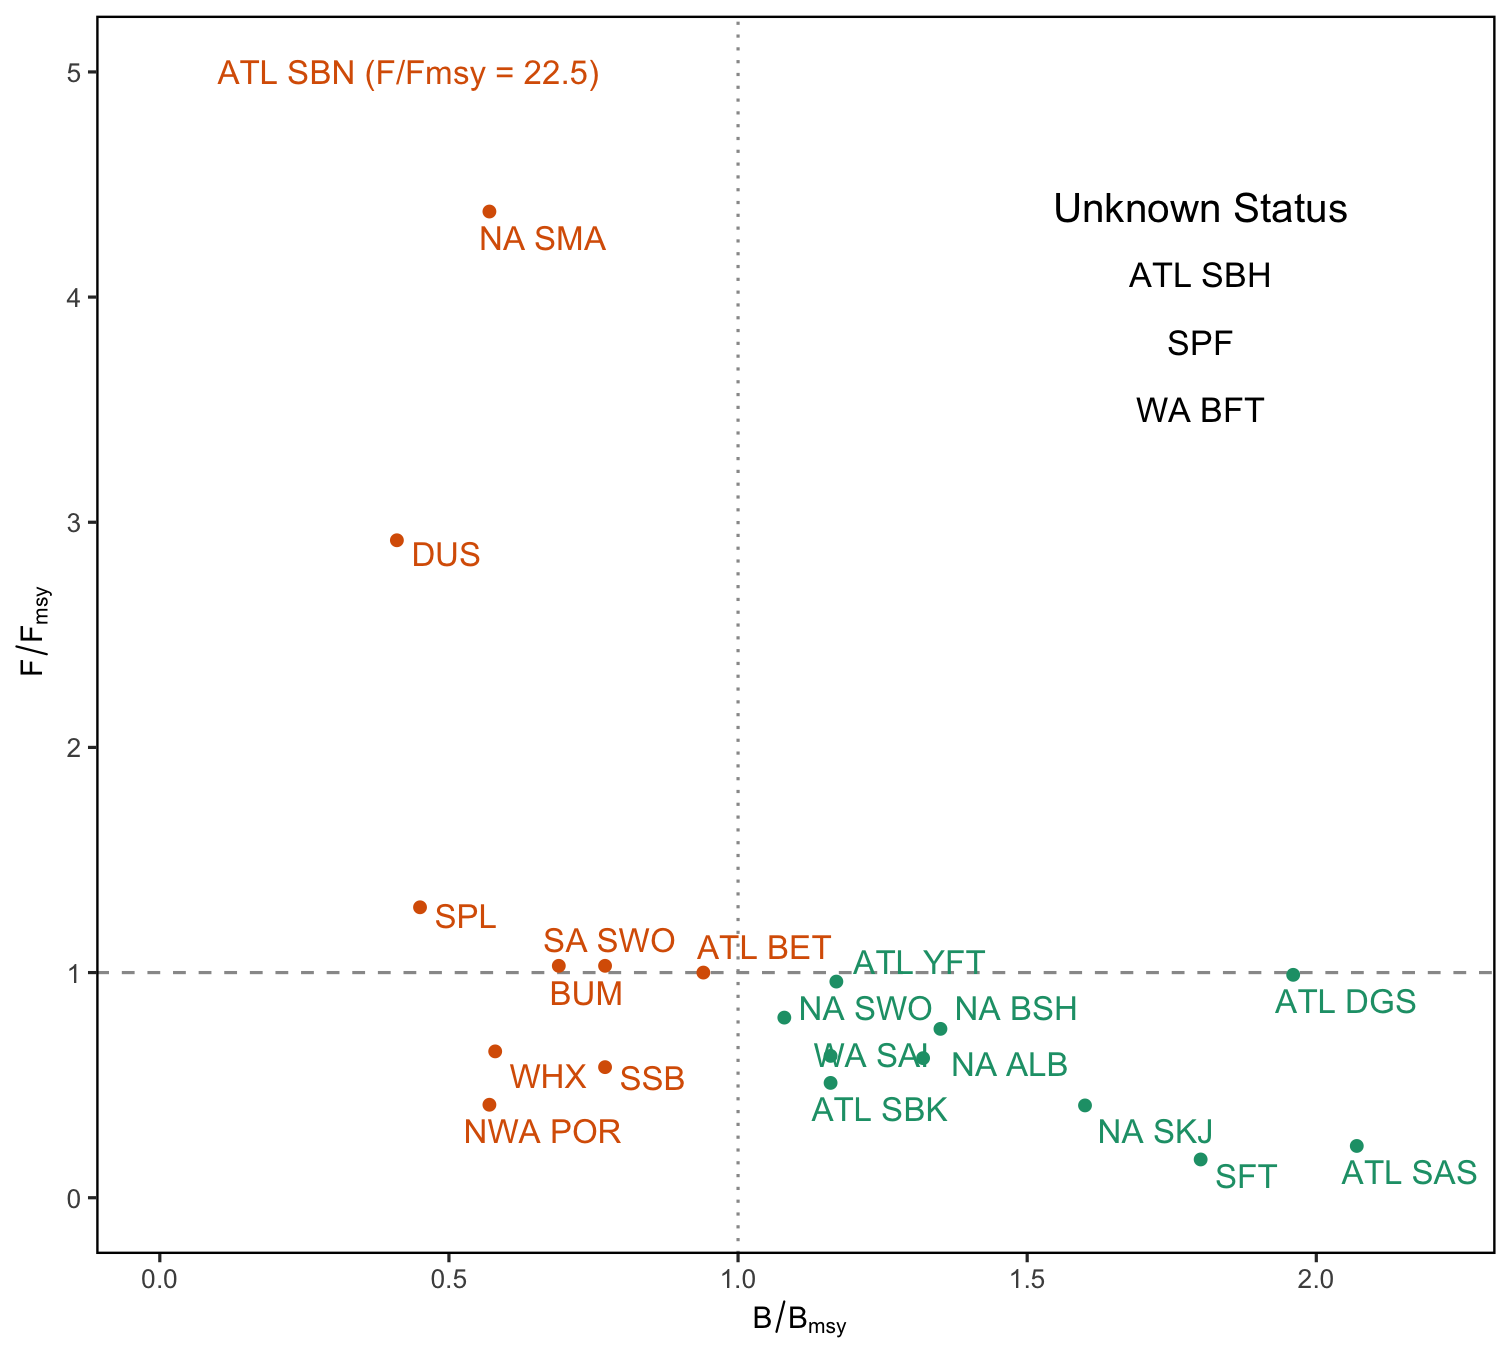 5
ATL SBN (F/Fmsy = 22.5)
Unknown Status
NA SMA
ATL SBH
4
SPF
WA BFT
3
DUS
F/Fmsy
2
SPL
SA SWO
ATL BET
ATL YFT
1
BUM
ATL DGS
NA SWO
NA BSH
WA SAI
NA ALB
WHX
SSB
ATL SBK
NWA POR
NA SKJ
SFT
ATL SAS
0
0.0 0.5 1.0 1.5 2.0
B/Bmsy